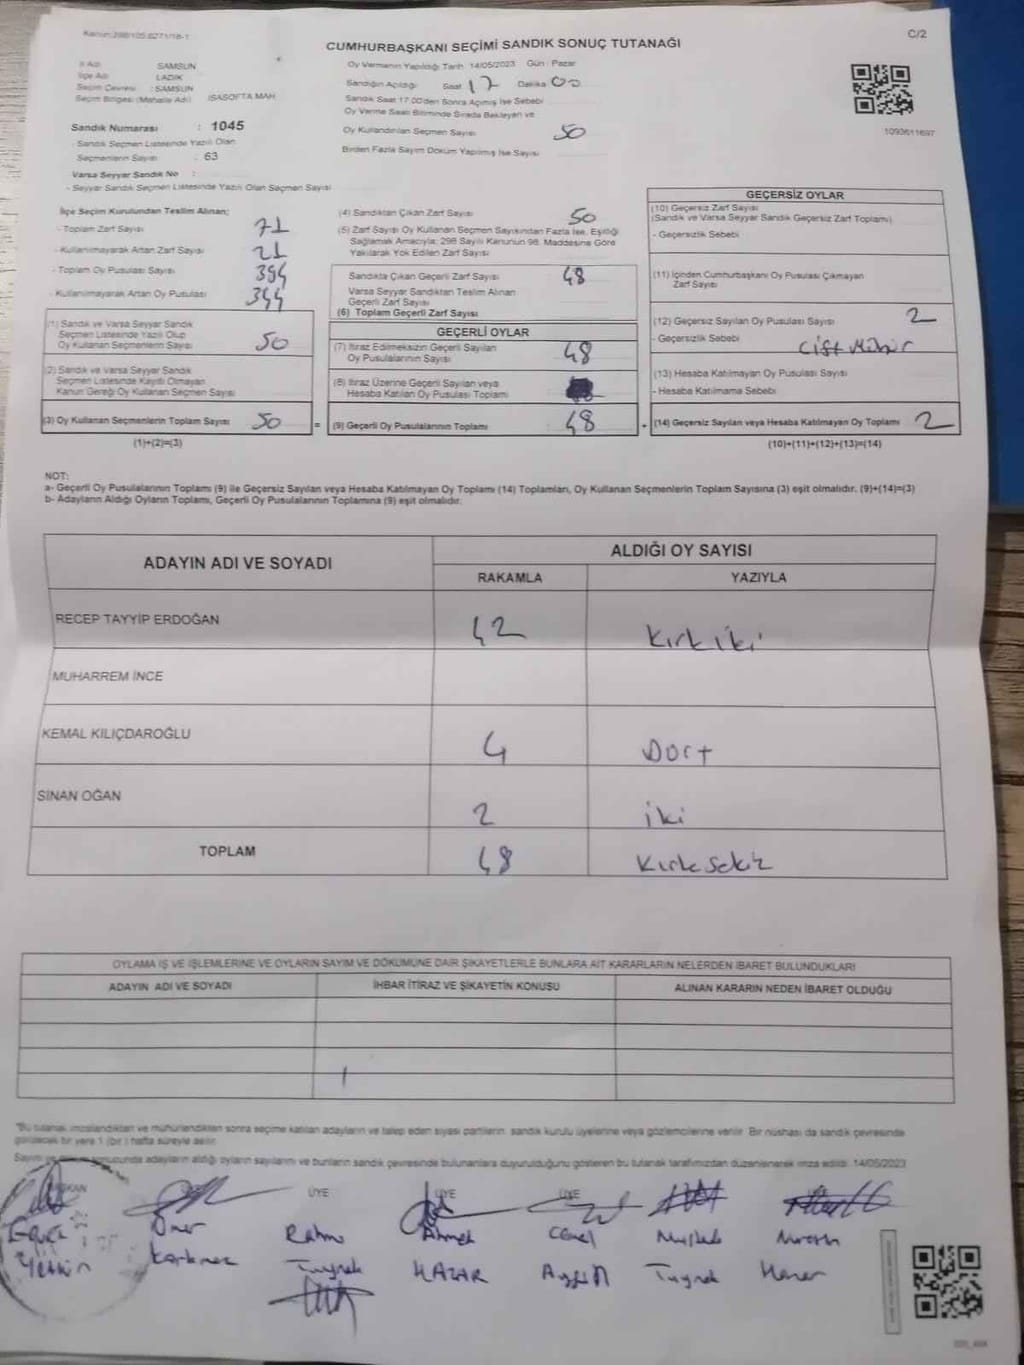 Kanun:298/105,6271/18-1
C/2
CUMHURBAŞKANI SEÇİMİ SANDIK SONUÇ TUTANAĞI
İl Adı : SAMSUN
İlçe Adı : LADİK
Seçim Çevresi : SAMSUN
Seçim Bölgesi (Mahalle Adı) : İSASOFTA MAH.
Sandık Numarası : 1045
- Sandık Seçmen Listesinde Yazılı Olan
Seçmenlerin Sayısı : 63
Varsa Seyyar Sandık No :
- Seyyar Sandık Seçmen Listesinde Yazılı Olan Seçmen Sayısı
Oy Vermenin Yapıldığı Tarih: 14/05/2023 Gün : Pazar
Sandığın Açıldığı Saat 17 Dakika 00
Sandık Saat 17.00'den Sonra Açılmış İse Sebebi
Oy Verme Saati Bitiminde Sırada Bekleyen ve
Oy Kullandırılan Seçmen Sayısı 50
Birden Fazla Sayım Döküm Yapılmış İse Sayısı
1093611697
İlçe Seçim Kurulundan Teslim Alınan;
- Toplam Zarf Sayısı 71
- Kullanılmayarak Artan Zarf Sayısı 21
- Toplam Oy Pusulası Sayısı 394
- Kullanılmayarak Artan Oy Pusulası 344
(1) Sandık ve Varsa Seyyar Sandık
Seçmen Listesinde Yazılı Olup
Oy Kullanan Seçmenlerin Sayısı 50
(2) Sandık ve Varsa Seyyar Sandık
Seçmen Listesinde Kayıtlı Olmayan
Kanun Gereği Oy Kullanan Seçmen Sayısı
(3) Oy Kullanan Seçmenlerin Toplam Sayısı 50
(1)+(2)=(3)
(4) Sandıktan Çıkan Zarf Sayısı 50
(5) Zarf Sayısı Oy Kullanan Seçmen Sayısından Fazla İse, Eşitliği
Sağlamak Amacıyla; 298 Sayılı Kanunun 98. Maddesine Göre
Yakılarak Yok Edilen Zarf Sayısı
Sandıkta Çıkan Geçerli Zarf Sayısı 48
Varsa Seyyar Sandıktan Teslim Alınan
Geçerli Zarf Sayısı
(6) Toplam Geçerli Zarf Sayısı
GEÇERLİ OYLAR
(7) İtiraz Edilmeksizin Geçerli Sayılan
Oy Pusulalarının Sayısı 48
(8) İtiraz Üzerine Geçerli Sayılan veya
Hesaba Katılan Oy Pusulası Toplamı
= (9) Geçerli Oy Pusulalarının Toplamı 48
GEÇERSİZ OYLAR
(10) Geçersiz Zarf Sayısı
(Sandık ve Varsa Seyyar Sandık Geçersiz Zarf Toplamı)
- Geçersizlik Sebebi
(11) İçinden Cumhurbaşkanı Oy Pusulası Çıkmayan
Zarf Sayısı
(12) Geçersiz Sayılan Oy Pusulası Sayısı 2
- Geçersizlik Sebebi Çift Mühür
(13) Hesaba Katılmayan Oy Pusulası Sayısı
- Hesaba Katılmama Sebebi
+ (14) Geçersiz Sayılan veya Hesaba Katılmayan Oy Toplamı 2
(10)+(11)+(12)+(13)=(14)
NOT:
a- Geçerli Oy Pusulalarının Toplamı (9) ile Geçersiz Sayılan veya Hesaba Katılmayan Oy Toplamı (14) Toplamları, Oy Kullanan Seçmenlerin Toplam Sayısına (3) eşit olmalıdır. (9)+(14)=(3)
b- Adayların Aldığı Oyların Toplamı, Geçerli Oy Pusulalarının Toplamına (9) eşit olmalıdır.
ADAYIN ADI VE SOYADI
ALDIĞI OY SAYISI
RAKAMLA YAZIYLA
RECEP TAYYİP ERDOĞAN 42 Kırk iki
MUHARREM İNCE
KEMAL KILIÇDAROĞLU 4 Dört
SİNAN OĞAN 2 iki
TOPLAM 48 Kırksekiz
OYLAMA İŞ VE İŞLEMLERİNE VE OYLARIN SAYIM VE DÖKÜMÜNE DAİR ŞİKAYETLERLE BUNLARA AİT KARARLARIN NELERDEN İBARET BULUNDUKLARI
ADAYIN ADI VE SOYADI İHBAR İTİRAZ VE ŞİKAYETİN KONUSU ALINAN KARARIN NEDEN İBARET OLDUĞU
"Bu tutanak imzalandıktan ve mühürlendikten sonra seçime katılan adayların ve talep eden siyasi partilerin sandık kurulu üyelerine veya gözlemcilerine verilir. Bir nüshası da sandık çevresinde
görülecek bir yere 1 (bir) hafta süreyle asılır.
Sayım ve sonucunda adayların aldığı oyların sayılarını ve bunların sandık çevresinde bulunanlara duyurulduğunu gösteren bu tutanak tarafımızdan düzenlenerek imza edildi. 14/05/2023
ÜYE ÜYE ÜYE
Ömer Ahmet Cemal
Yetkin Korkmaz HAZAR